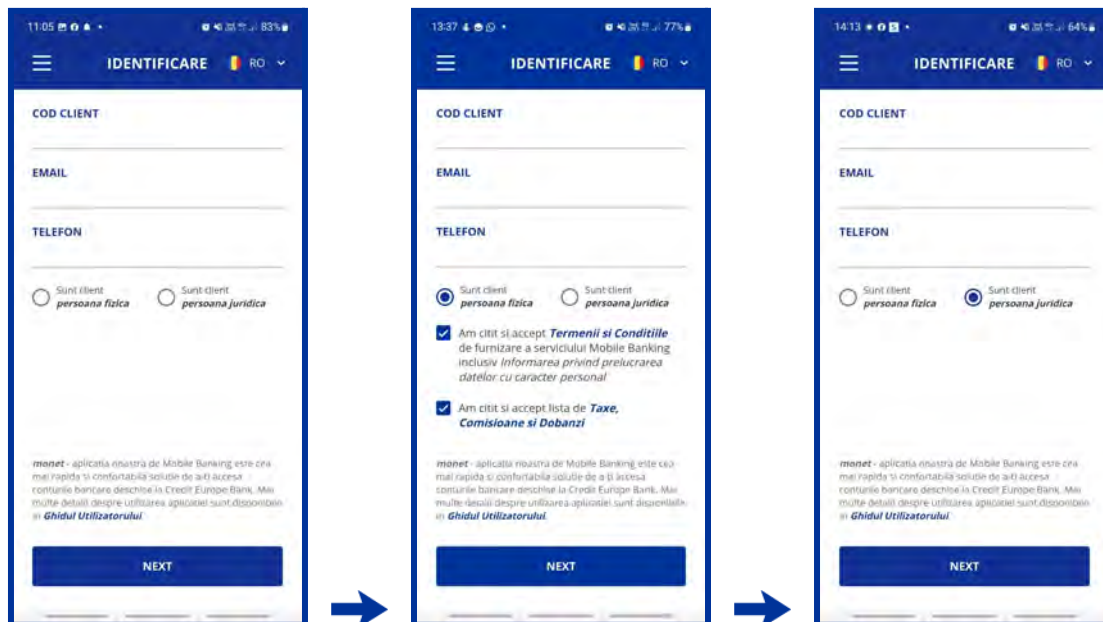 11:05
83%
IDENTIFICARE
RO
COD CLIENT
EMAIL
TELEFON
Sunt client
persoana fizica
Sunt client
persoana juridica
monet - aplicatia noastra de Mobile Banking este cea
mai rapida si confortabila solutie de a-ti accesa
conturile bancare deschise la Credit Europe Bank. Mai
multe detalii despre utilizarea aplicatiei sunt disponibile
in Ghidul Utilizatorului.
NEXT
13:37
77%
IDENTIFICARE
RO
COD CLIENT
EMAIL
TELEFON
Sunt client
persoana fizica
Sunt client
persoana juridica
Am citit si accept Termenii si Conditiile
de furnizare a serviciului Mobile Banking
inclusiv Informarea privind prelucrarea
datelor cu caracter personal
Am citit si accept lista de Taxe,
Comisioane si Dobanzi
monet - aplicatia noastra de Mobile Banking este cea
mai rapida si confortabila solutie de a-ti accesa
conturile bancare deschise la Credit Europe Bank. Mai
multe detalii despre utilizarea aplicatiei sunt disponibile
in Ghidul Utilizatorului.
NEXT
14:13
64%
IDENTIFICARE
RO
COD CLIENT
EMAIL
TELEFON
Sunt client
persoana fizica
Sunt client
persoana juridica
monet - aplicatia noastra de Mobile Banking este cea
mai rapida si confortabila solutie de a-ti accesa
conturile bancare deschise la Credit Europe Bank. Mai
multe detalii despre utilizarea aplicatiei sunt disponibile
in Ghidul Utilizatorului.
NEXT